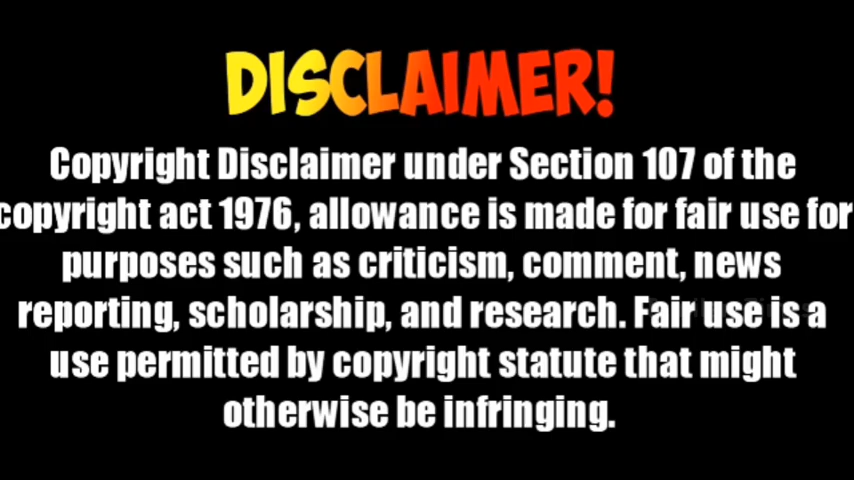 DISCLAIMER!
Copyright Disclaimer under Section 107 of the
copyright act 1976, allowance is made for fair use for
purposes such as criticism, comment, news
reporting, scholarship, and research. Fair use is a
use permitted by copyright statute that might
otherwise be infringing.